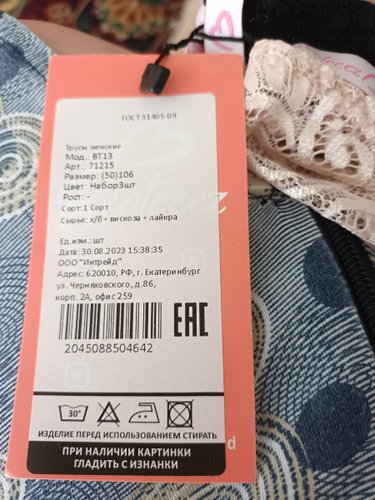 ГОСТ 31405-09
Трусы женские
Мод.: BT13
Арт.: 71215
Размер: (50)106
Цвет: Набор3шт
Рост: -
Сорт: 1 Сорт
Сырье: х/б + вискоза + лайкра
Ед.изм.: шт
Дата: 30.08.2023 15:38:35
ООО "Интрейд"
Адрес: 620010, РФ, г. Екатеринбург
ул. Черняховского, д.86,
корп. 2А, офис 259
EAC
2045088504642
30°
ИЗДЕЛИЕ ПЕРЕД ИСПОЛЬЗОВАНИЕМ СТИРАТЬ
ПРИ НАЛИЧИИ КАРТИНКИ
ГЛАДИТЬ С ИЗНАНКИ